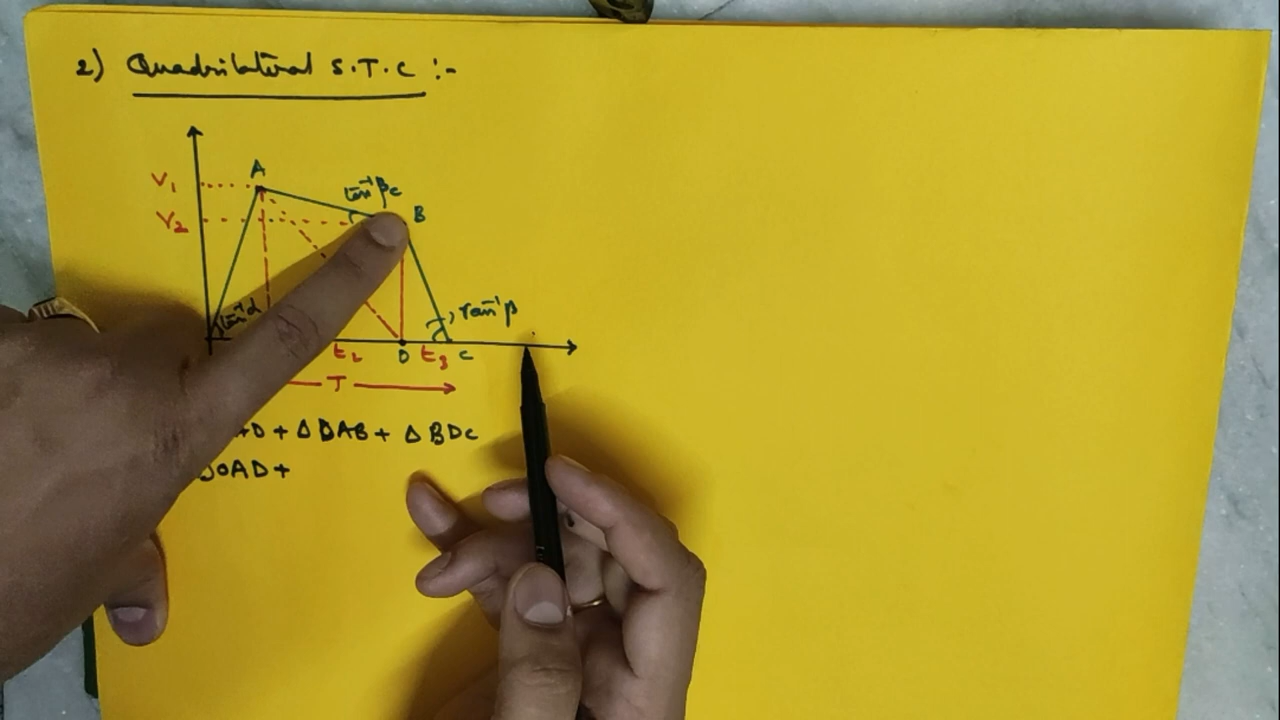 2) Quadrilateral S.T.C :-
A
V₁
tan⁻¹βc
V₂
B
tan⁻¹α
tan⁻¹β
t₂ D t₃ C
T
D + Δ DAB + Δ BDC
OAD +